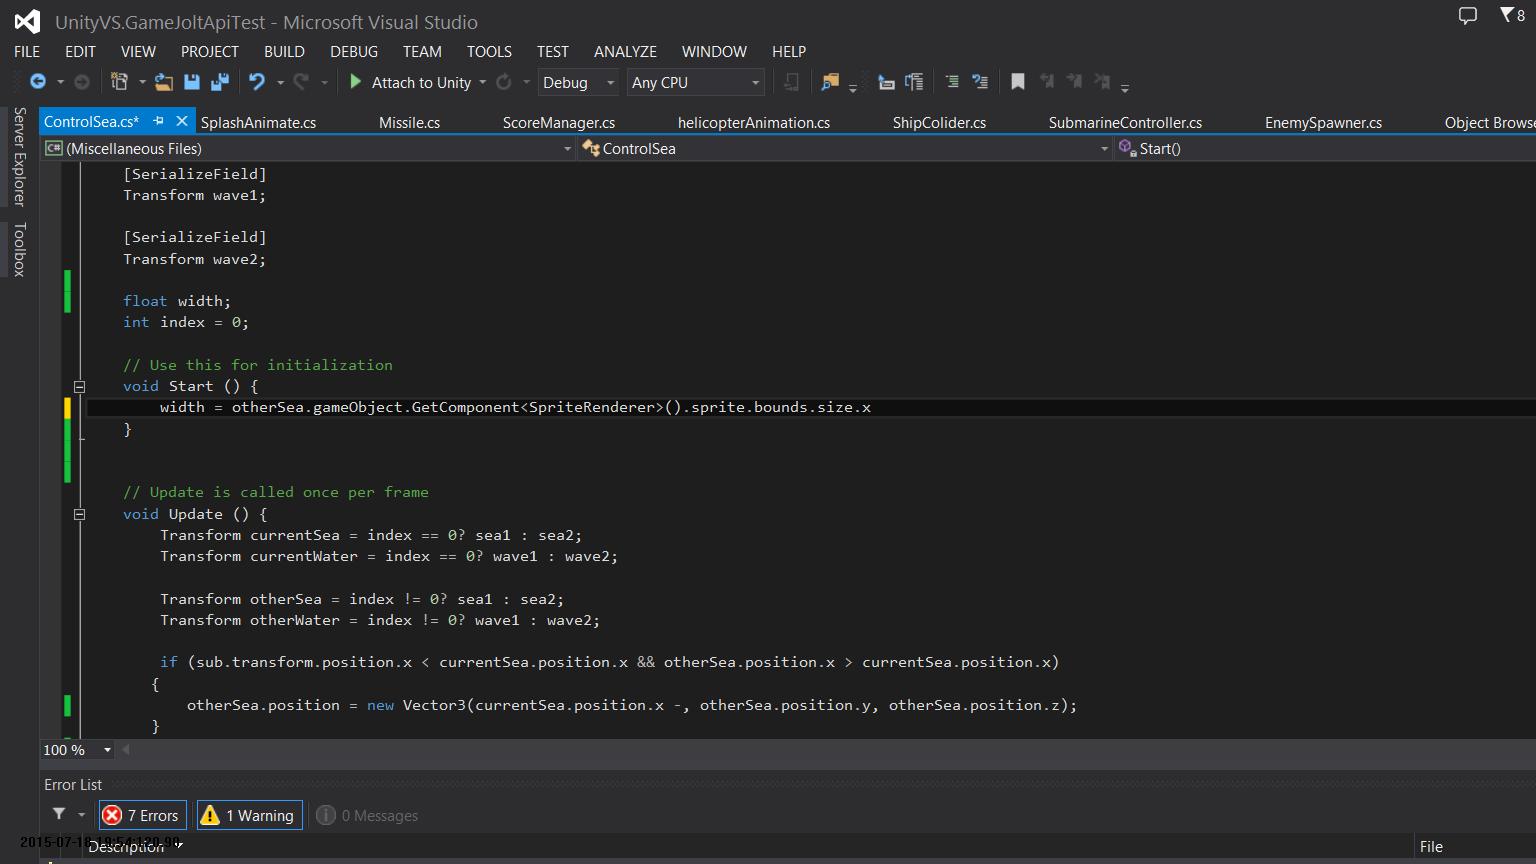 UnityVS.GameJoltApiTest - Microsoft Visual Studio
8
FILE EDIT VIEW PROJECT BUILD DEBUG TEAM TOOLS TEST ANALYZE WINDOW HELP
Attach to Unity Debug Any CPU
Server Explorer
Toolbox
ControlSea.cs* SplashAnimate.cs Missile.cs ScoreManager.cs helicopterAnimation.cs ShipColider.cs SubmarineController.cs EnemySpawner.cs Object Browse
C# (Miscellaneous Files) ControlSea Start()
[SerializeField]
Transform wave1;
[SerializeField]
Transform wave2;
float width;
int index = 0;
// Use this for initialization
void Start () {
width = otherSea.gameObject.GetComponent<SpriteRenderer>().sprite.bounds.size.x
}
// Update is called once per frame
void Update () {
Transform currentSea = index == 0? sea1 : sea2;
Transform currentWater = index == 0? wave1 : wave2;
Transform otherSea = index != 0? sea1 : sea2;
Transform otherWater = index != 0? wave1 : wave2;
if (sub.transform.position.x < currentSea.position.x && otherSea.position.x > currentSea.position.x)
{
otherSea.position = new Vector3(currentSea.position.x -, otherSea.position.y, otherSea.position.z);
}
100 %
Error List
7 Errors 1 Warning 0 Messages
Description File